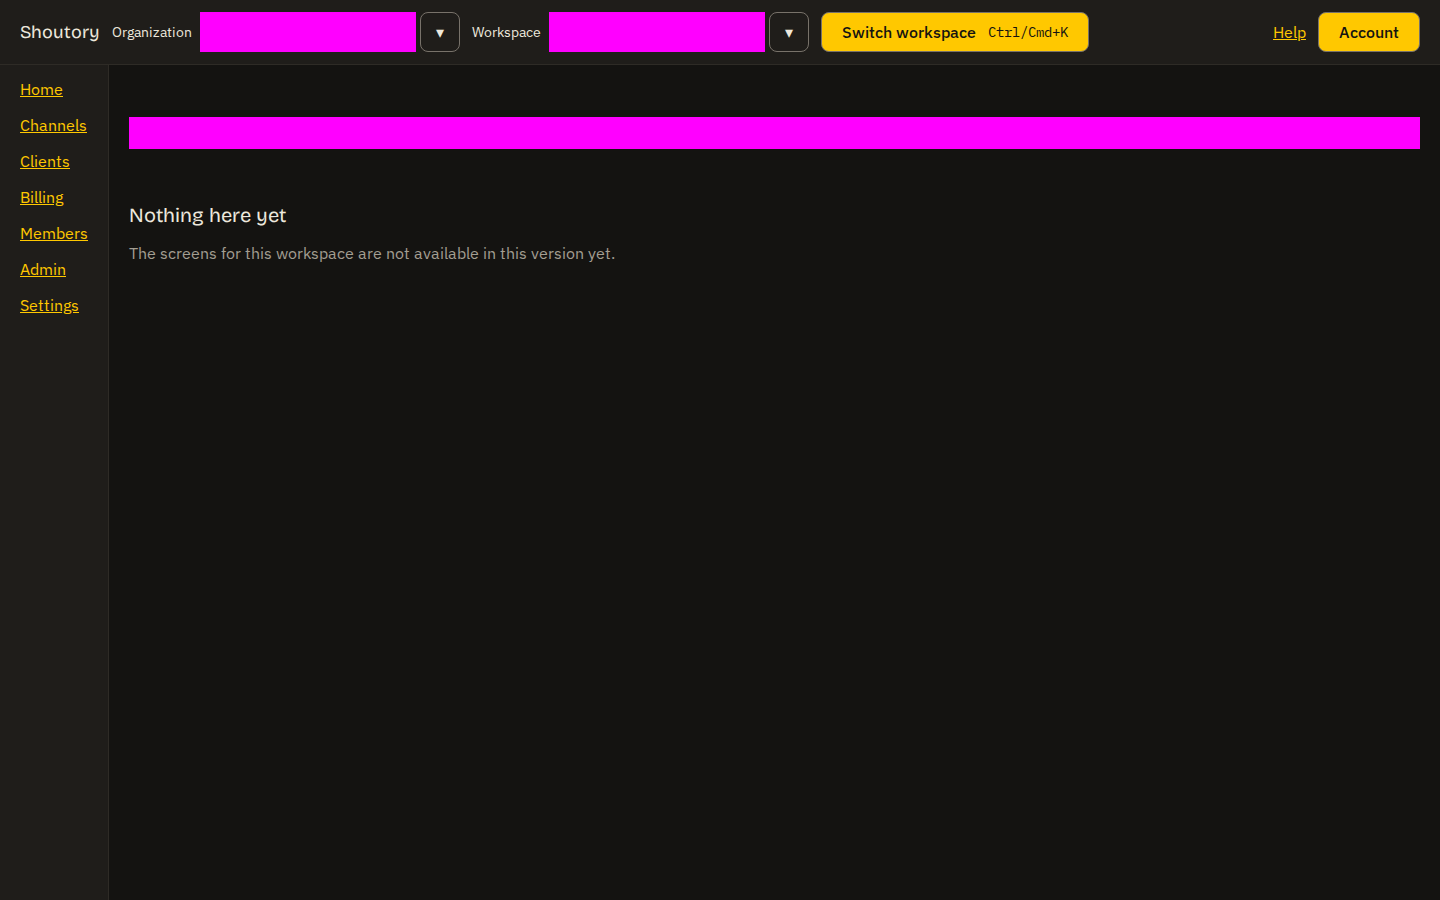 Shoutory Organization ▼ Workspace ▼ Switch workspace Ctrl/Cmd+K Help Account
Home
Channels
Clients
Billing
Members
Admin
Settings
Nothing here yet
The screens for this workspace are not available in this version yet.